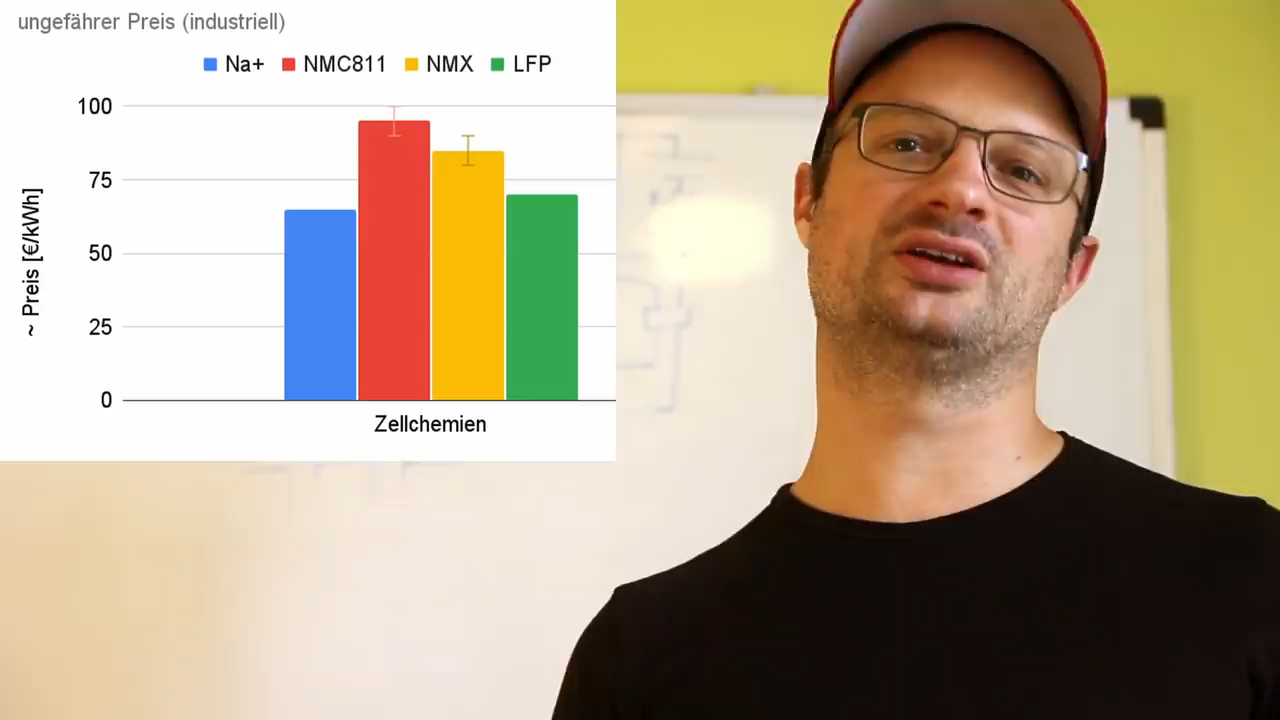 ungefährer Preis (industriell)
Na+ NMC811 NMX LFP
100
75
50
25
0
~ Preis [€/kWh]
Zellchemien